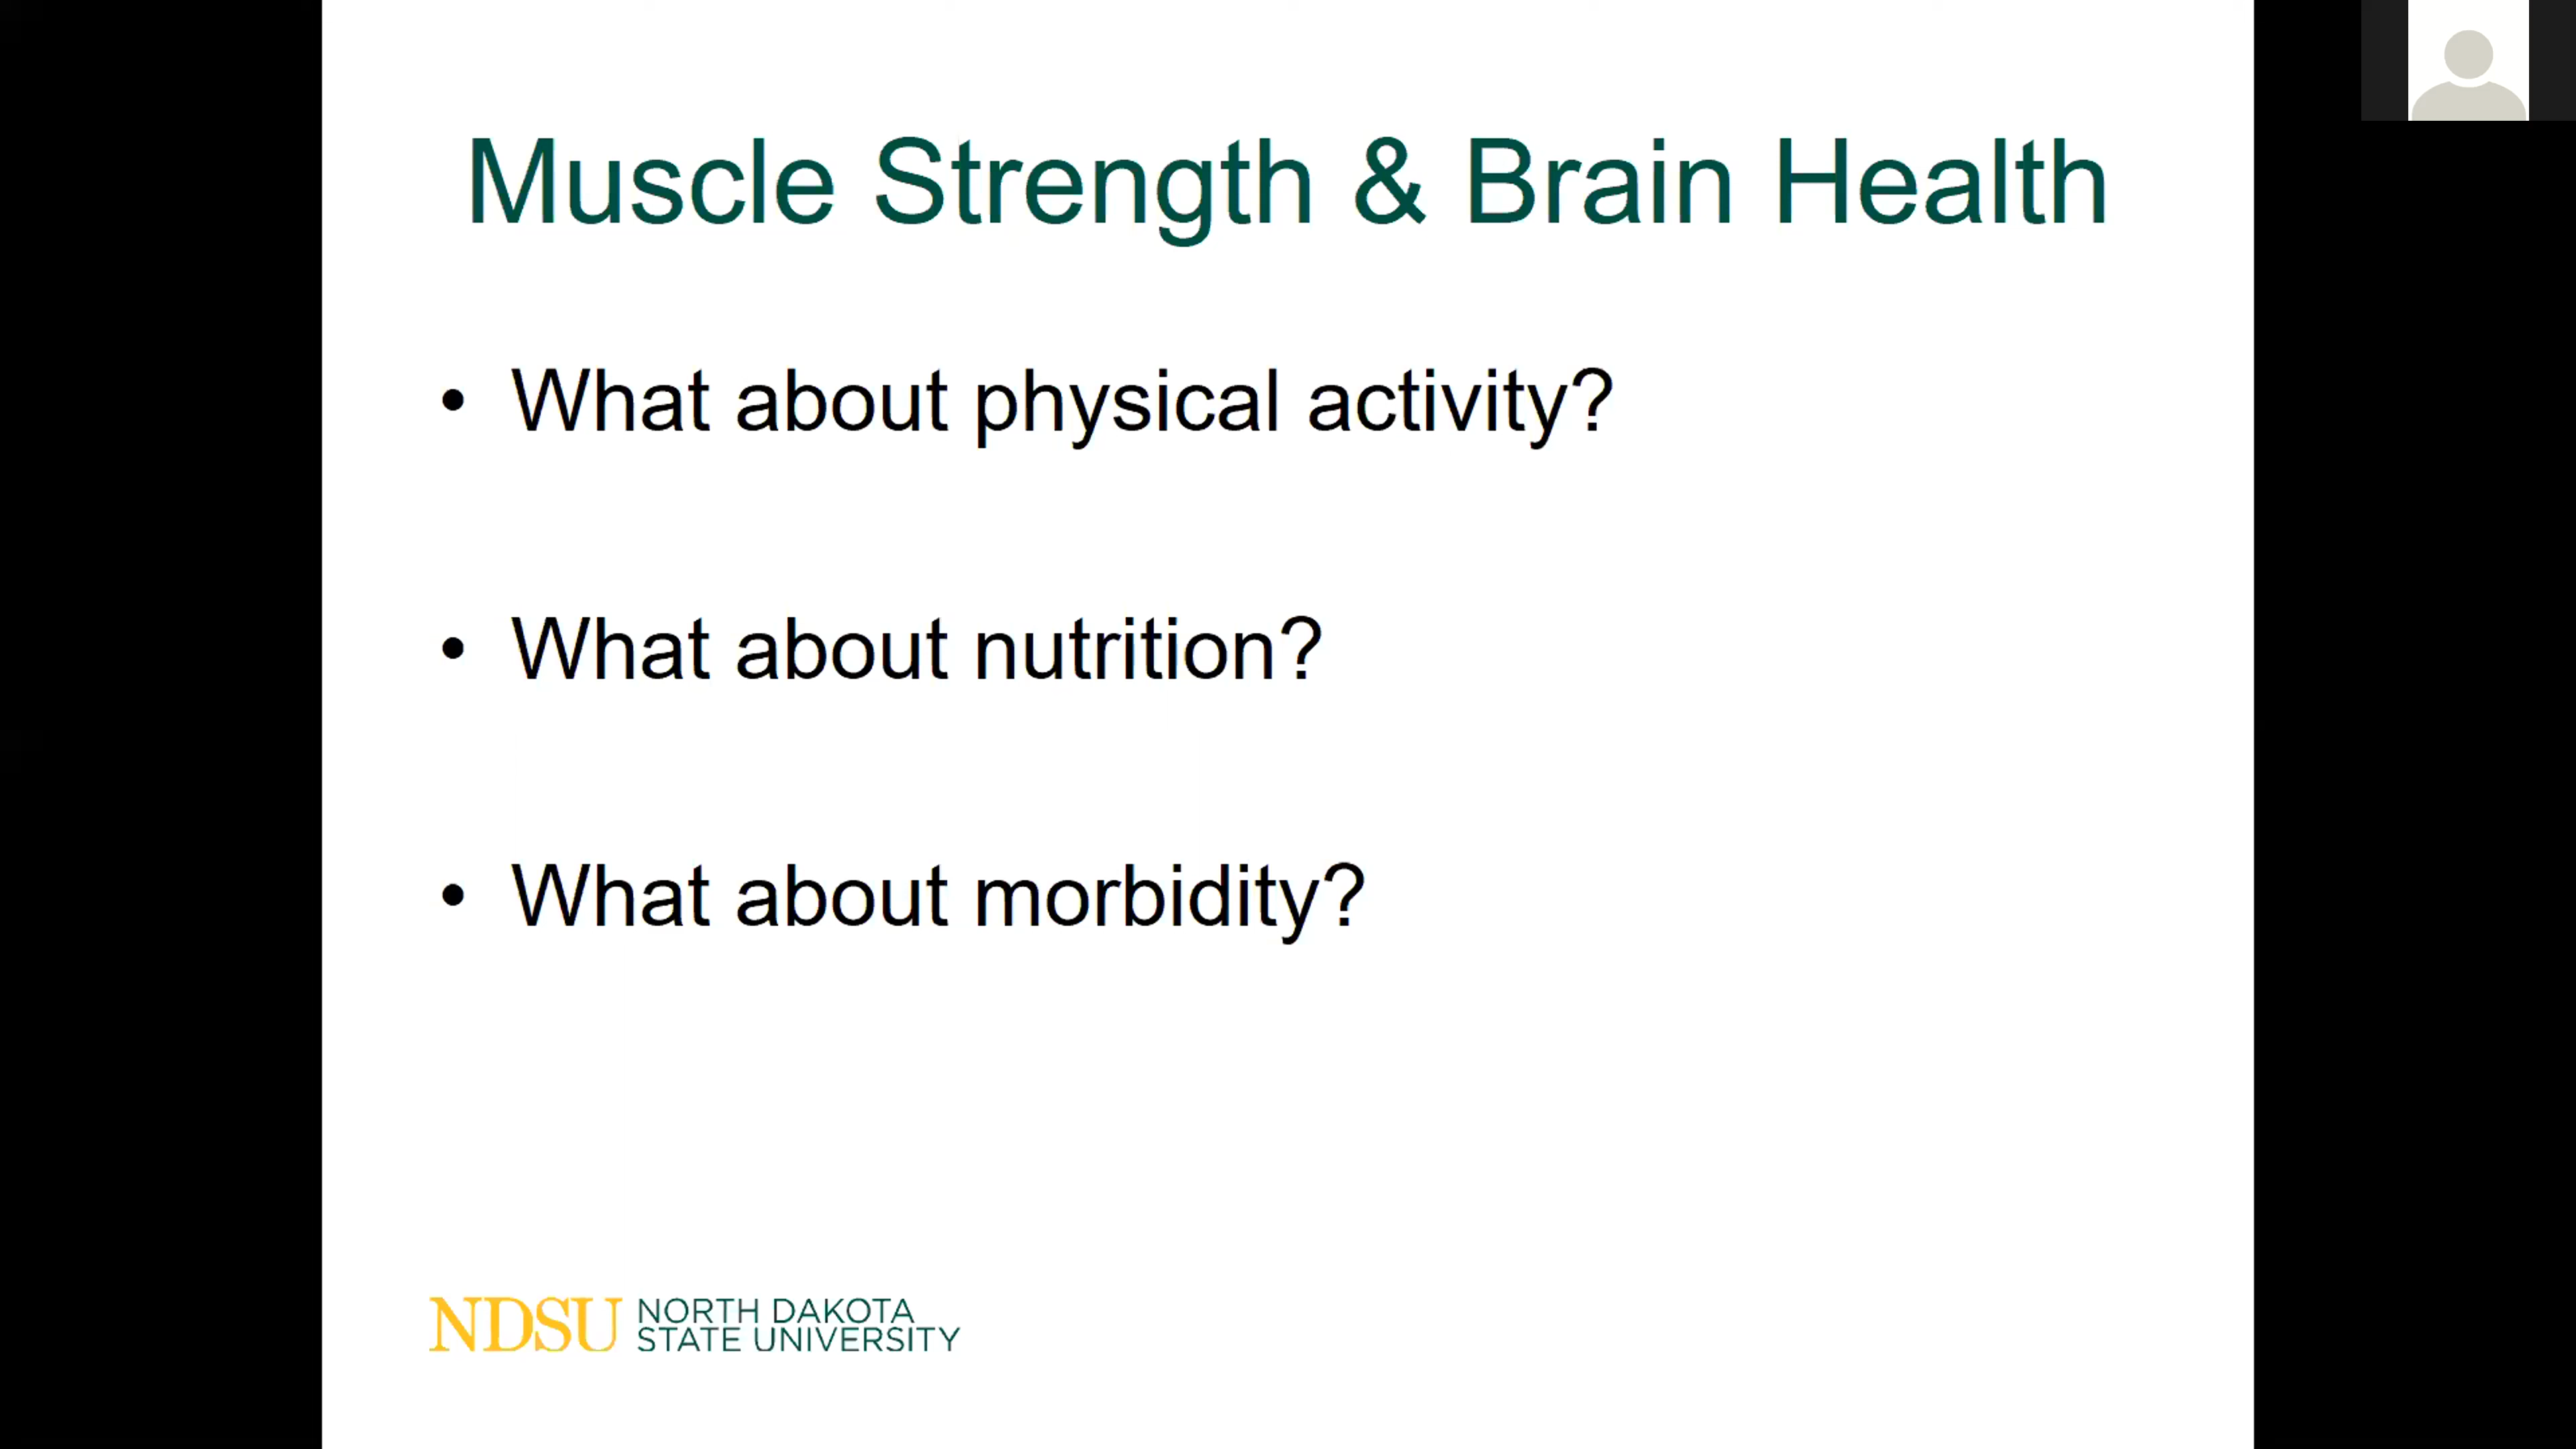 Muscle Strength & Brain Health
• What about physical activity?
• What about nutrition?
• What about morbidity?
NDSU NORTH DAKOTA
STATE UNIVERSITY